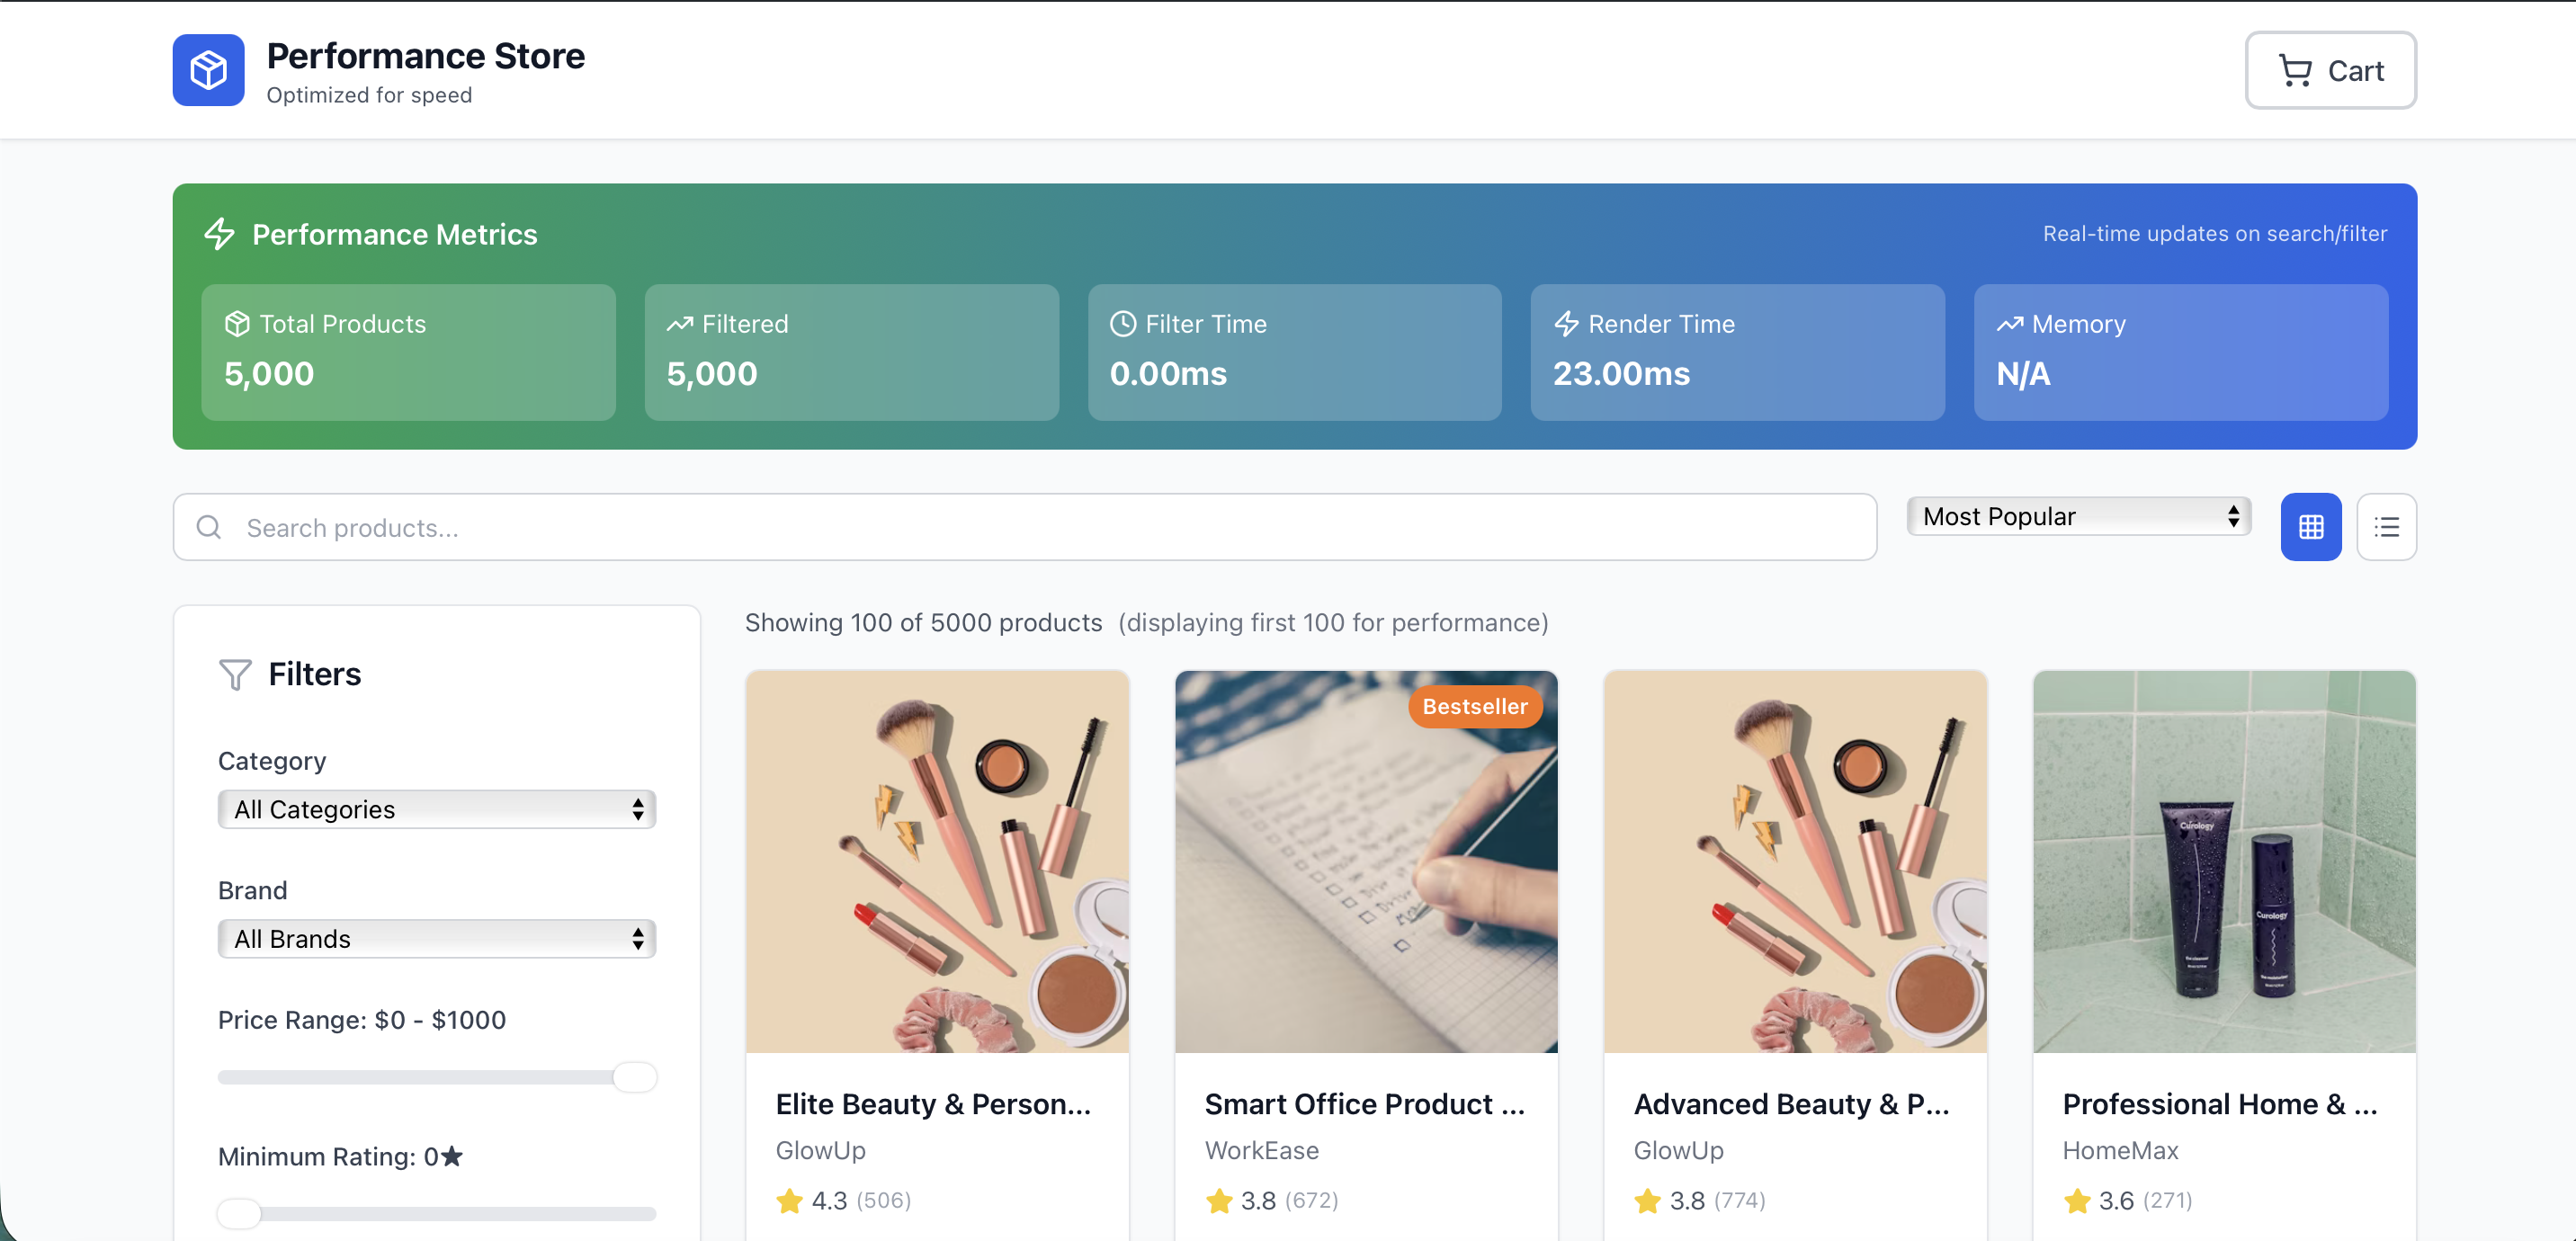 Performance Store
Optimized for speed
Cart
Performance Metrics
Real-time updates on search/filter
Total Products
5,000
Filtered
5,000
Filter Time
0.00ms
Render Time
23.00ms
Memory
N/A
Search products...
Most Popular
Filters
Category
All Categories
Brand
All Brands
Price Range: $0 - $1000
Minimum Rating: 0★
Showing 100 of 5000 products (displaying first 100 for performance)
Elite Beauty & Person...
GlowUp
4.3 (506)
Bestseller
Smart Office Product ...
WorkEase
3.8 (672)
Advanced Beauty & P...
GlowUp
3.8 (774)
Curology
Curology
Professional Home & ...
HomeMax
3.6 (271)